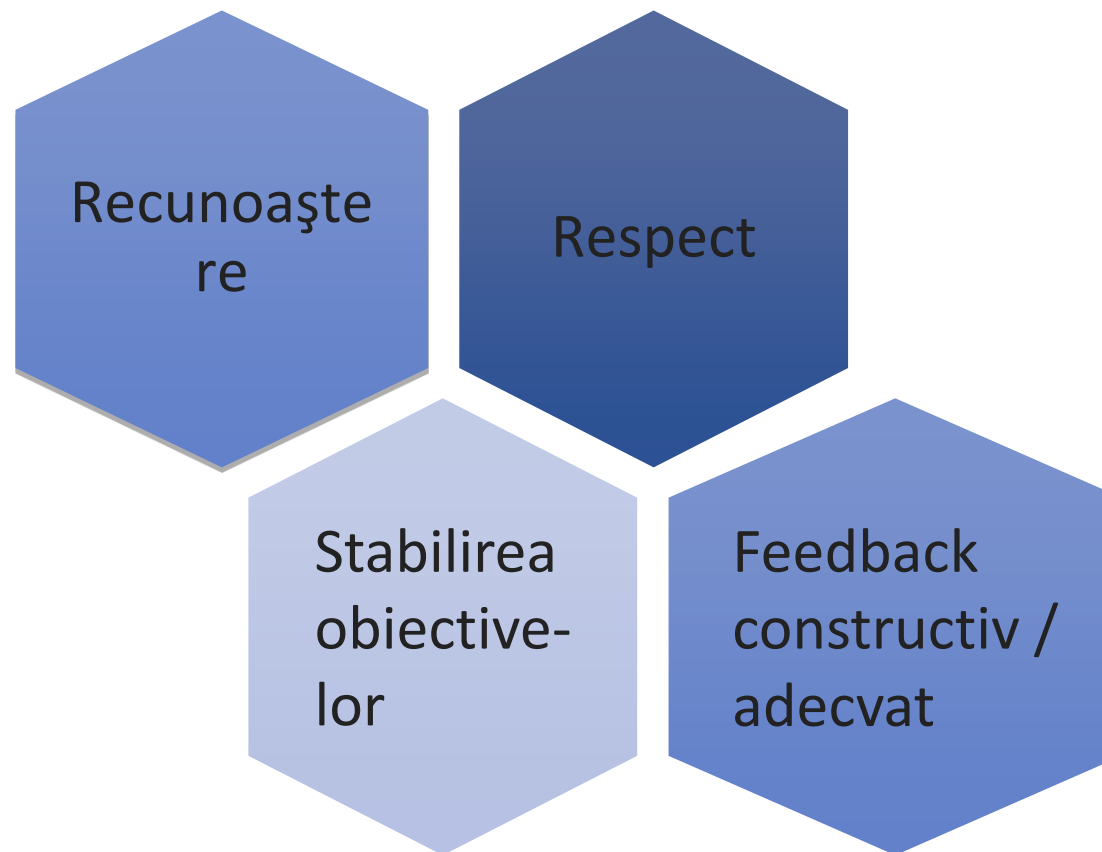 Recunoaşte
re
Respect
Stabilirea
obiective-
lor
Feedback
constructiv /
adecvat